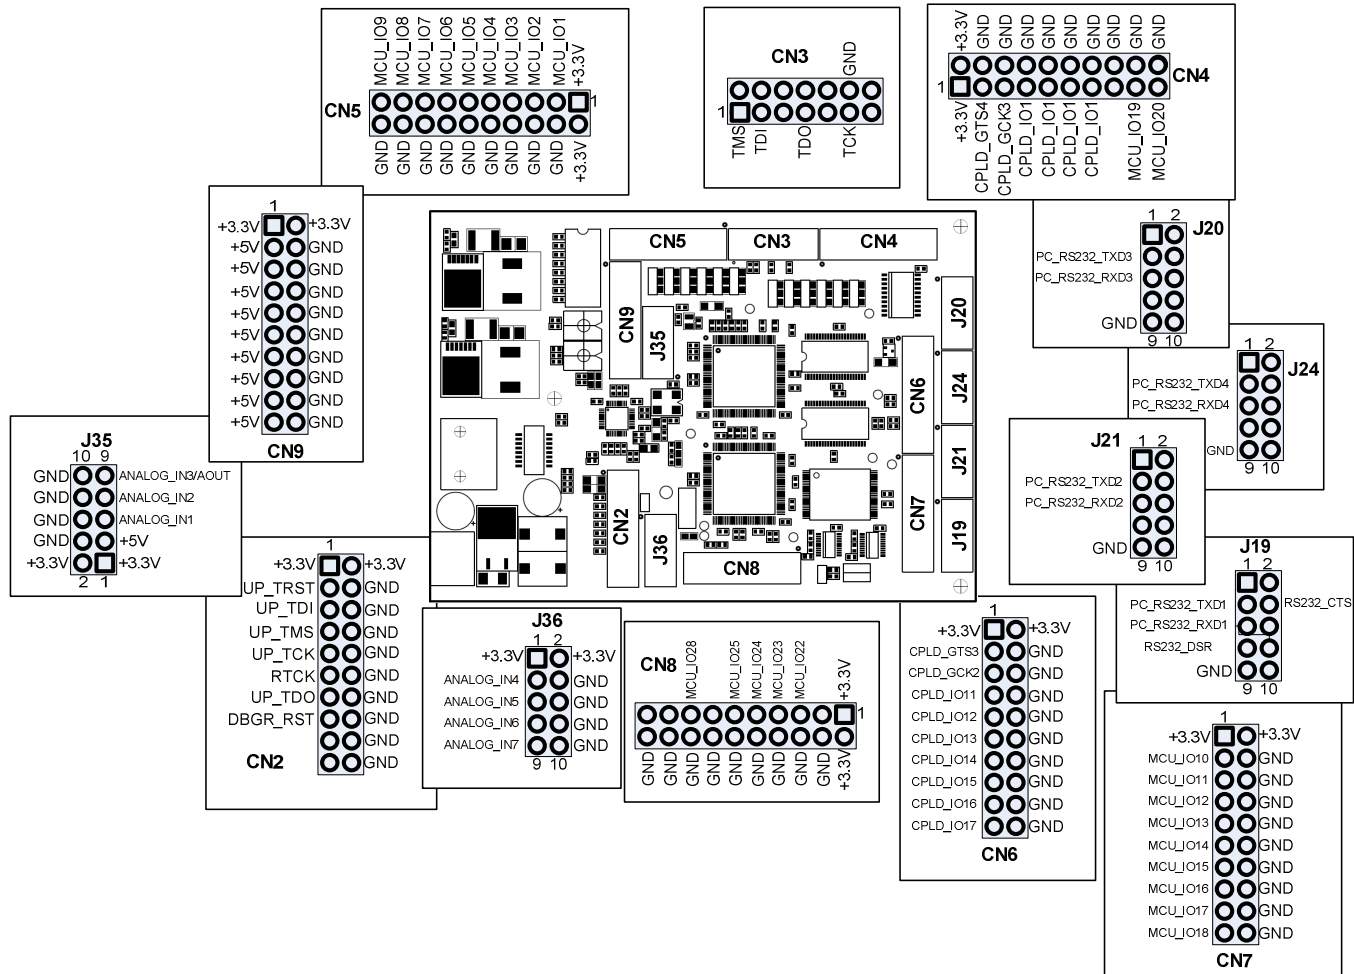 MCU_IO9
MCU_IO8
MCU_IO7
MCU_IO6
MCU_IO5
MCU_IO4
MCU_IO3
MCU_IO2
MCU_IO1
+3.3V
CN5
1
GND
GND
GND
GND
GND
GND
GND
GND
GND
+3.3V
CN3
GND
1
TMS
TDI
TDO
TCK
+3.3V
GND
GND
GND
GND
GND
GND
GND
GND
GND
CN4
1
+3.3V
CPLD_GTS4
CPLD_GCK3
CPLD_IO1
CPLD_IO1
CPLD_IO1
CPLD_IO1
MCU_IO19
MCU_IO20
1
+3.3V +3.3V
+5V GND
+5V GND
+5V GND
+5V GND
+5V GND
+5V GND
+5V GND
+5V GND
+5V GND
CN9
J35
10 9
GND ANALOG_IN3/AOUT
GND ANALOG_IN2
GND ANALOG_IN1
GND +5V
+3.3V +3.3V
2 1
1
+3.3V +3.3V
UP_TRST GND
UP_TDI GND
UP_TMS GND
UP_TCK GND
RTCK GND
UP_TDO GND
DBGR_RST GND
GND
GND
CN2
CN5
CN3
CN4
CN9
J35
J20
CN6
J24
J21
CN7
J19
CN2
J36
CN8
J36
1 2
+3.3V +3.3V
ANALOG_IN4 GND
ANALOG_IN5 GND
ANALOG_IN6 GND
ANALOG_IN7 GND
9 10
CN8
MCU_IO28
MCU_IO25
MCU_IO24
MCU_IO23
MCU_IO22
+3.3V
1
GND
GND
GND
GND
GND
GND
GND
GND
GND
+3.3V
1
+3.3V +3.3V
CPLD_GTS3 GND
CPLD_GCK2 GND
CPLD_IO11 GND
CPLD_IO12 GND
CPLD_IO13 GND
CPLD_IO14 GND
CPLD_IO15 GND
CPLD_IO16 GND
CPLD_IO17 GND
CN6
1 2
J20
PC_RS232_TXD3
PC_RS232_RXD3
GND
9 10
1 2
J24
PC_RS232_TXD4
PC_RS232_RXD4
GND
9 10
J21
1 2
PC_RS232_TXD2
PC_RS232_RXD2
GND
9 10
J19
1 2
PC_RS232_TXD1 RS232_CTS
PC_RS232_RXD1
RS232_DSR
GND
9 10
1
+3.3V +3.3V
MCU_IO10 GND
MCU_IO11 GND
MCU_IO12 GND
MCU_IO13 GND
MCU_IO14 GND
MCU_IO15 GND
MCU_IO16 GND
MCU_IO17 GND
MCU_IO18 GND
CN7